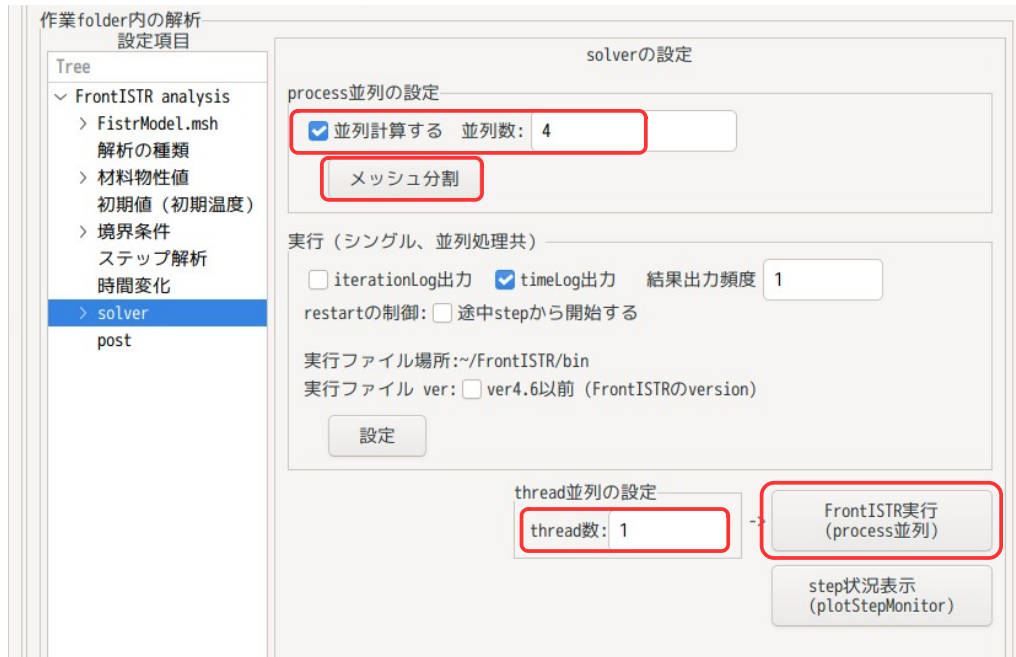 作業folder内の解析
設定項目
Tree
FrontISTR analysis
FistrModel.msh
解析の種類
材料物性値
初期値（初期温度）
境界条件
ステップ解析
時間変化
solver
post
solverの設定
process並列の設定
並列計算する 並列数: 4
メッシュ分割
実行（シングル、並列処理共）
iterationLog出力 timeLog出力 結果出力頻度 1
restartの制御: 途中stepから開始する
実行ファイル場所:~/FrontISTR/bin
実行ファイル ver: ver4.6以前（FrontISTRのversion)
設定
thread並列の設定
thread数: 1
->
FrontISTR実行
(process並列)
step状況表示
(plotStepMonitor)